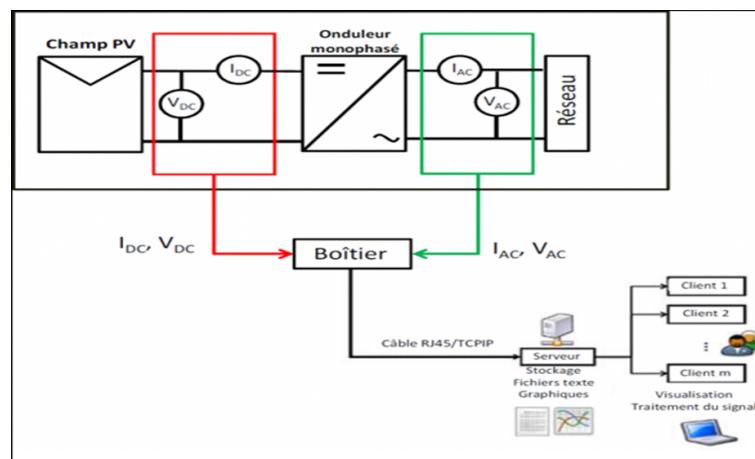 Champ PV
Onduleur
monophasé
I_DC
I_AC
V_DC
V_AC
Réseau
I_DC, V_DC
Boîtier
I_AC, V_AC
Câble RJ45/TCPIP
Serveur
Stockage
Fichiers texte
Graphiques
Client 1
Client 2
Client m
Visualisation
Traitement du signal